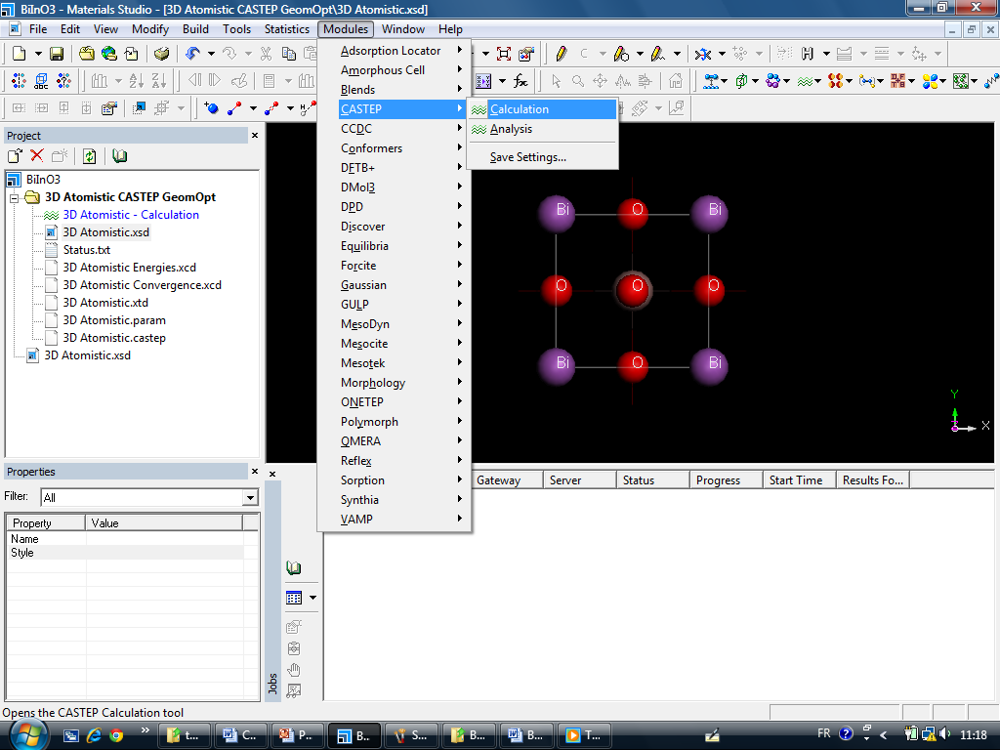 BiInO3 - Materials Studio - [3D Atomistic CASTEP GeomOpt\3D Atomistic.xsd]
File Edit View Modify Build Tools Statistics Modules Window Help
Project
BiInO3
3D Atomistic CASTEP GeomOpt
3D Atomistic - Calculation
3D Atomistic.xsd
Status.txt
3D Atomistic Energies.xcd
3D Atomistic Convergence.xcd
3D Atomistic.xtd
3D Atomistic.param
3D Atomistic.castep
3D Atomistic.xsd
Adsorption Locator
Amorphous Cell
Blends
CASTEP
CCDC
Conformers
DFTB+
DMol3
DPD
Discover
Equilibria
Forcite
Gaussian
GULP
MesoDyn
Mesocite
Mesotek
Morphology
ONETEP
Polymorph
QMERA
Reflex
Sorption
Synthia
VAMP
Calculation
Analysis
Save Settings...
Bi O Bi
O O O
Bi O Bi
Y
X
Z
Properties
Filter: All
Property Value
Name
Style
Jobs
Gateway Server Status Progress Start Time Results Fo...
Opens the CASTEP Calculation tool
t... C... P... B... S... B... B... T... FR 11:18